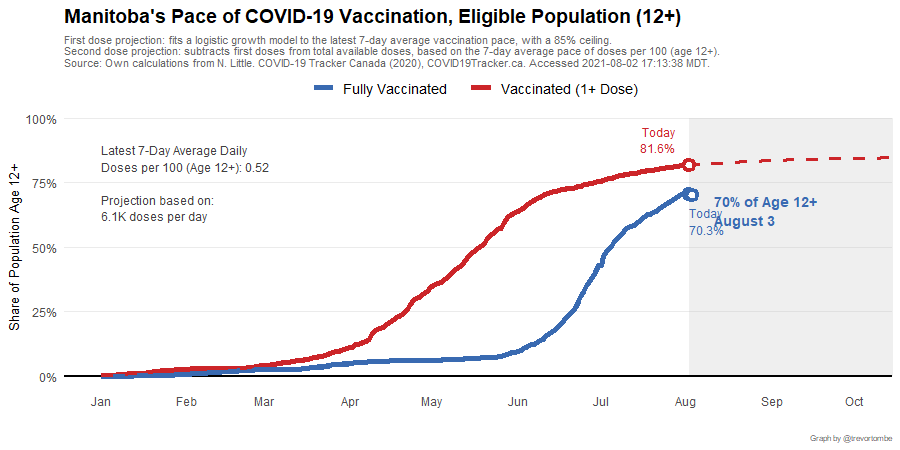 Manitoba's Pace of COVID-19 Vaccination, Eligible Population (12+)
First dose projection: fits a logistic growth model to the latest 7-day average vaccination pace, with a 85% ceiling.
Second dose projection: subtracts first doses from total available doses, based on the 7-day average pace of doses per 100 (age 12+).
Source: Own calculations from N. Little. COVID-19 Tracker Canada (2020), COVID19Tracker.ca. Accessed 2021-08-02 17:13:38 MDT.
Fully Vaccinated
Vaccinated (1+ Dose)
Share of Population Age 12+
100%
75%
50%
25%
0%
Latest 7-Day Average Daily
Doses per 100 (Age 12+): 0.52
Projection based on:
6.1K doses per day
Today
81.6%
70% of Age 12+
August 3
Today
70.3%
Jan
Feb
Mar
Apr
May
Jun
Jul
Aug
Sep
Oct
Graph by @trevortombe